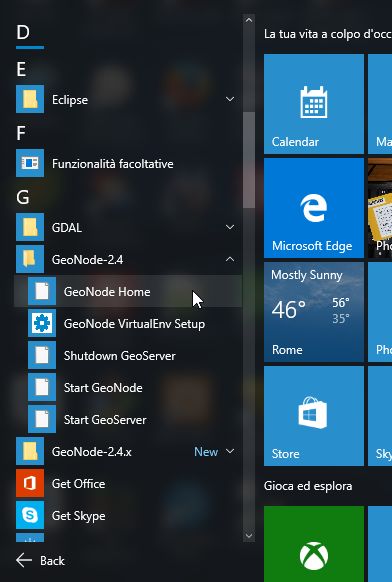 D
E
Eclipse
F
Funzionalità facoltative
G
GDAL
GeoNode-2.4
GeoNode Home
GeoNode VirtualEnv Setup
Shutdown GeoServer
Start GeoNode
Start GeoServer
GeoNode-2.4.x New
Get Office
Get Skype
Back
La tua vita a colpo d'occ
Calendar
Ma
Microsoft Edge
Pho
Mostly Sunny
46° 56°
35°
Rome
Pho
Store
Sky
Gioca ed esplora